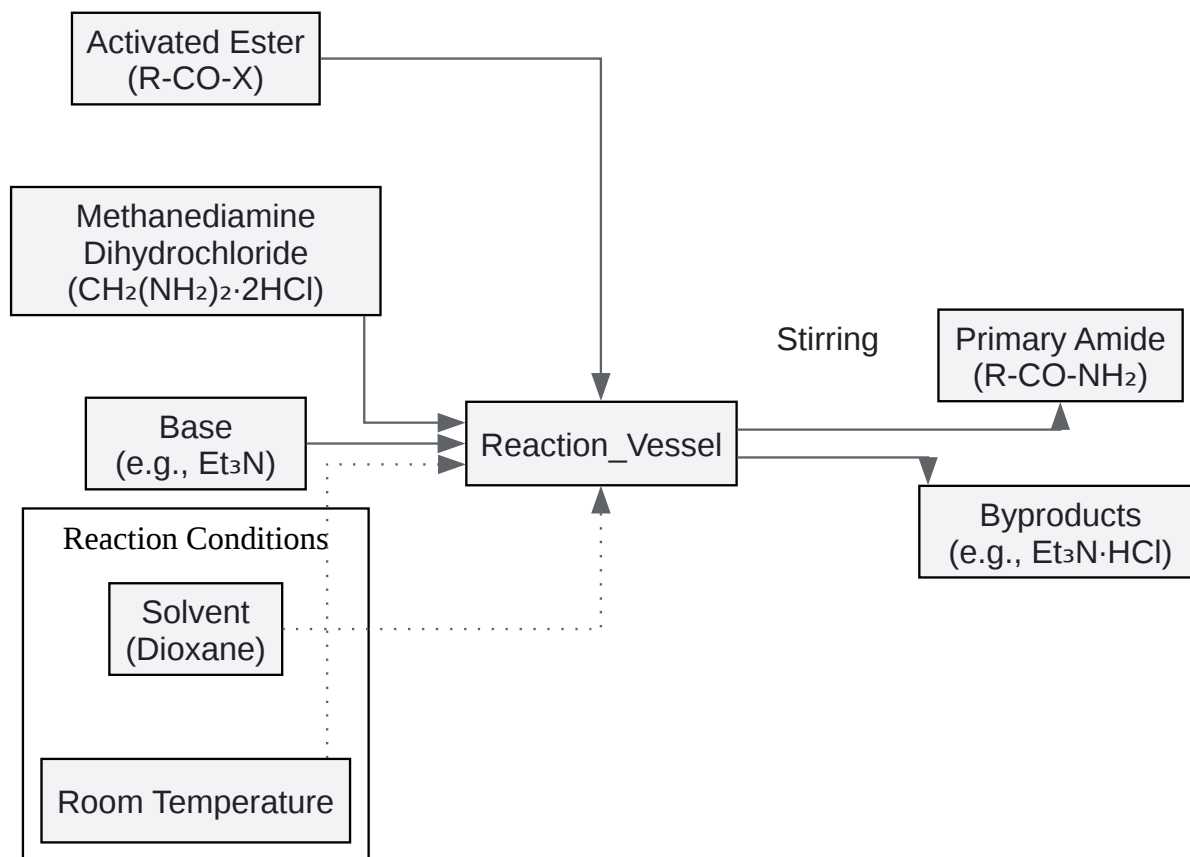 Activated Ester
(R-CO-X)
Methanediamine
Dihydrochloride
(CH₂(NH₂)₂·2HCl)
Base
(e.g., Et₃N)
Reaction Conditions
Solvent
(Dioxane)
Room Temperature
Reaction_Vessel
Stirring
Primary Amide
(R-CO-NH₂)
Byproducts
(e.g., Et₃N·HCl)